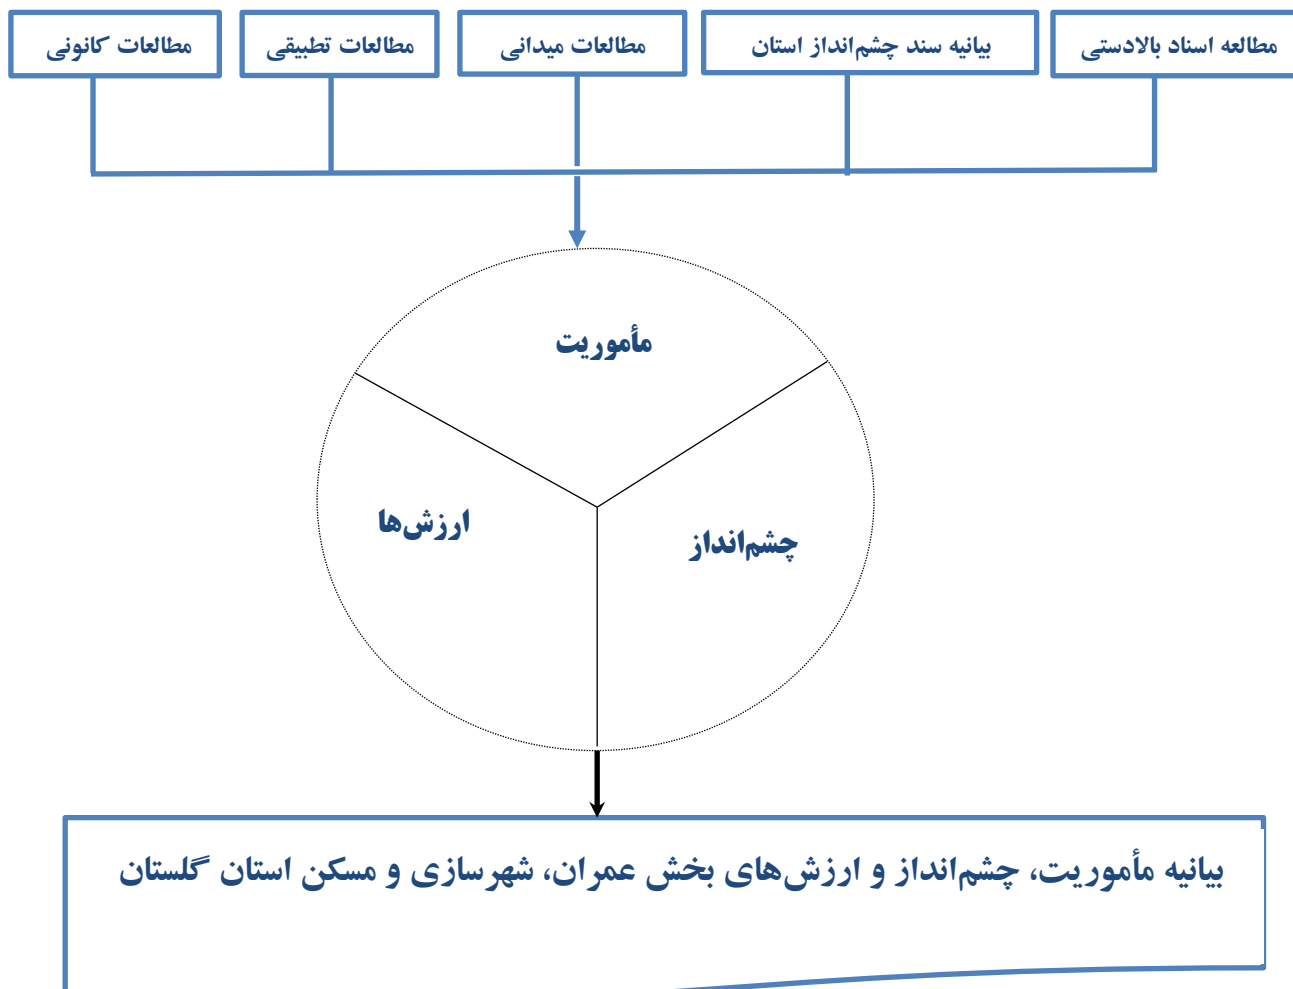 مطالعه اسناد بالادستی
بیانیه سند چشم‌انداز استان
مطالعات میدانی
مطالعات تطبیقی
مطالعات کانونی
مأموریت
چشم‌انداز
ارزش‌ها
بیانیه مأموریت، چشم‌انداز و ارزش‌های بخش عمران، شهرسازی و مسکن استان گلستان